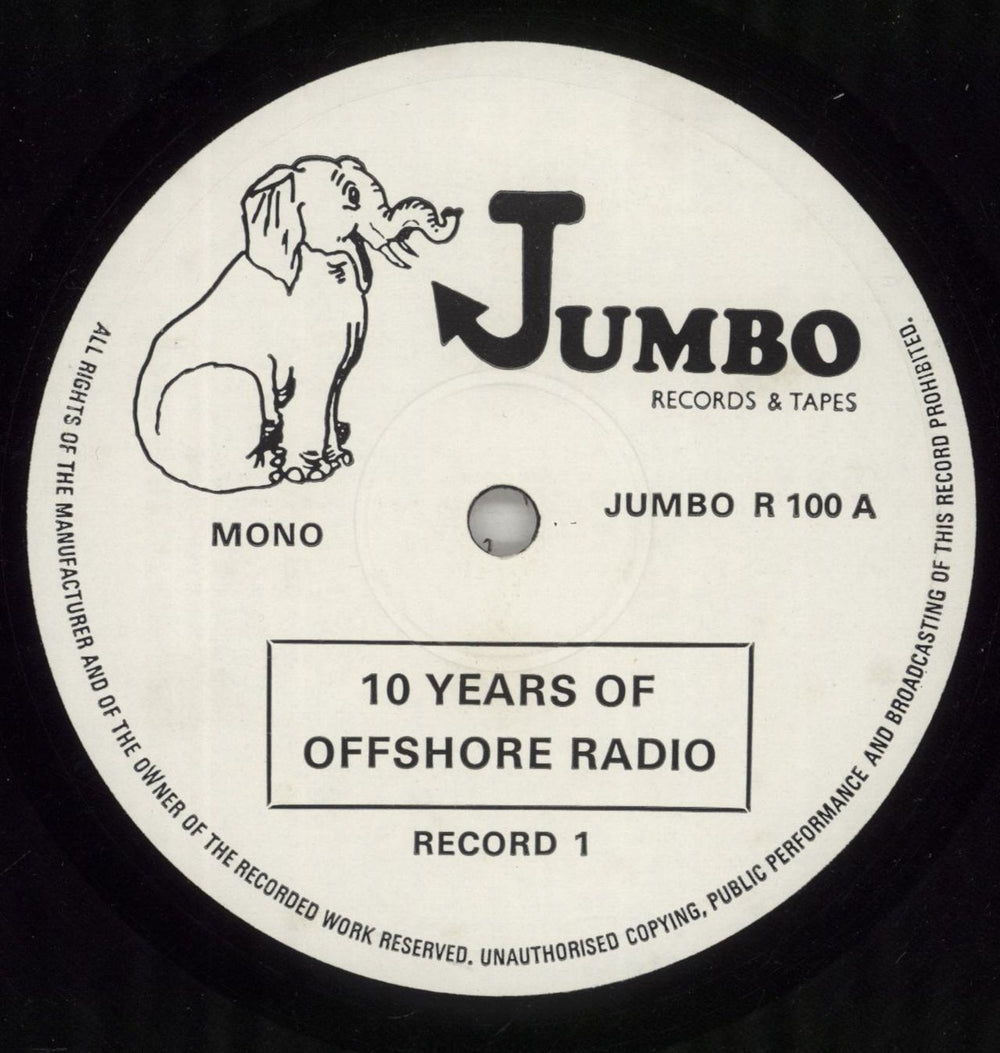 JUMBO
RECORDS & TAPES
JUMBO R 100 A
MONO
10 YEARS OF
OFFSHORE RADIO
RECORD 1
ALL RIGHTS OF THE MANUFACTURER AND OF THE OWNER OF THE RECORDED WORK RESERVED. UNAUTHORISED COPYING, PUBLIC PERFORMANCE AND BROADCASTING OF THIS RECORD PROHIBITED.